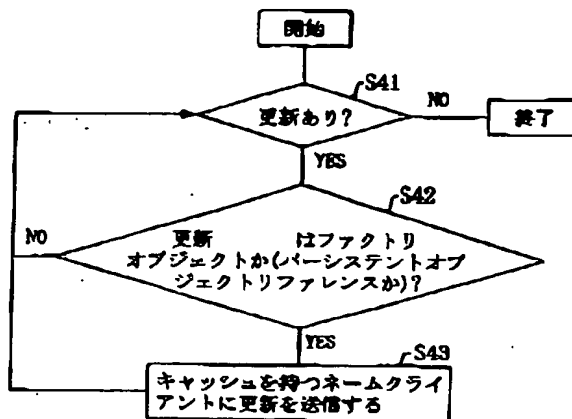 開始
S41
更新あり?
NO
終了
YES
S42
更新 はファクトリ
オブジェクトか(パーシステントオブ
ジェクトリファレンスか)?
NO
YES
S43
キャッシュを持つネームクライ
アントに更新を送信する